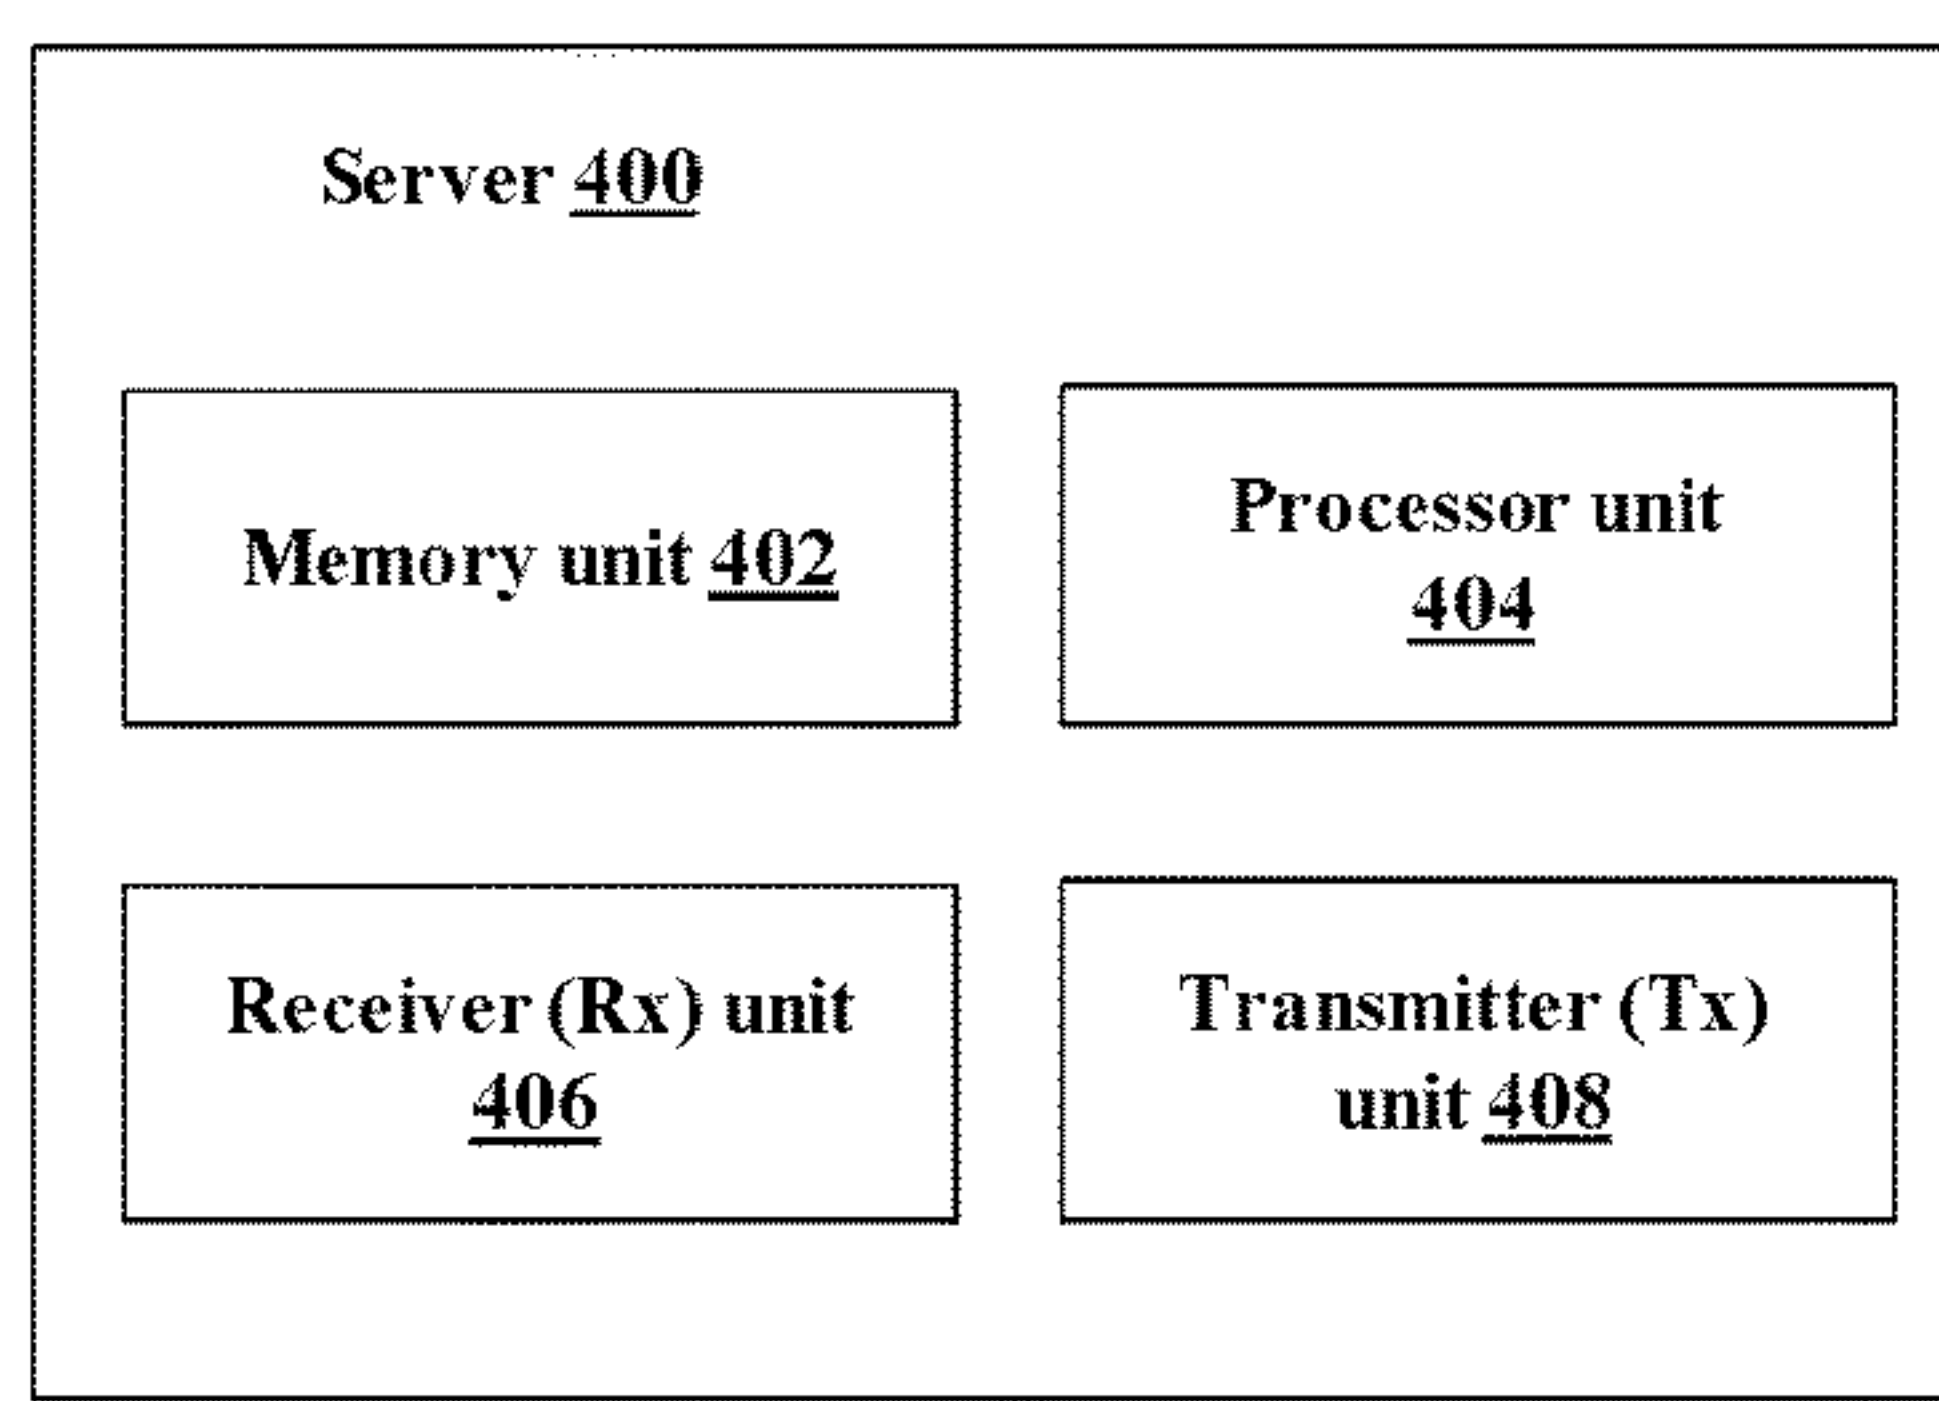 Server 400
Memory unit 402
Processor unit
404
Receiver (Rx) unit
406
Transmitter (Tx)
unit 408